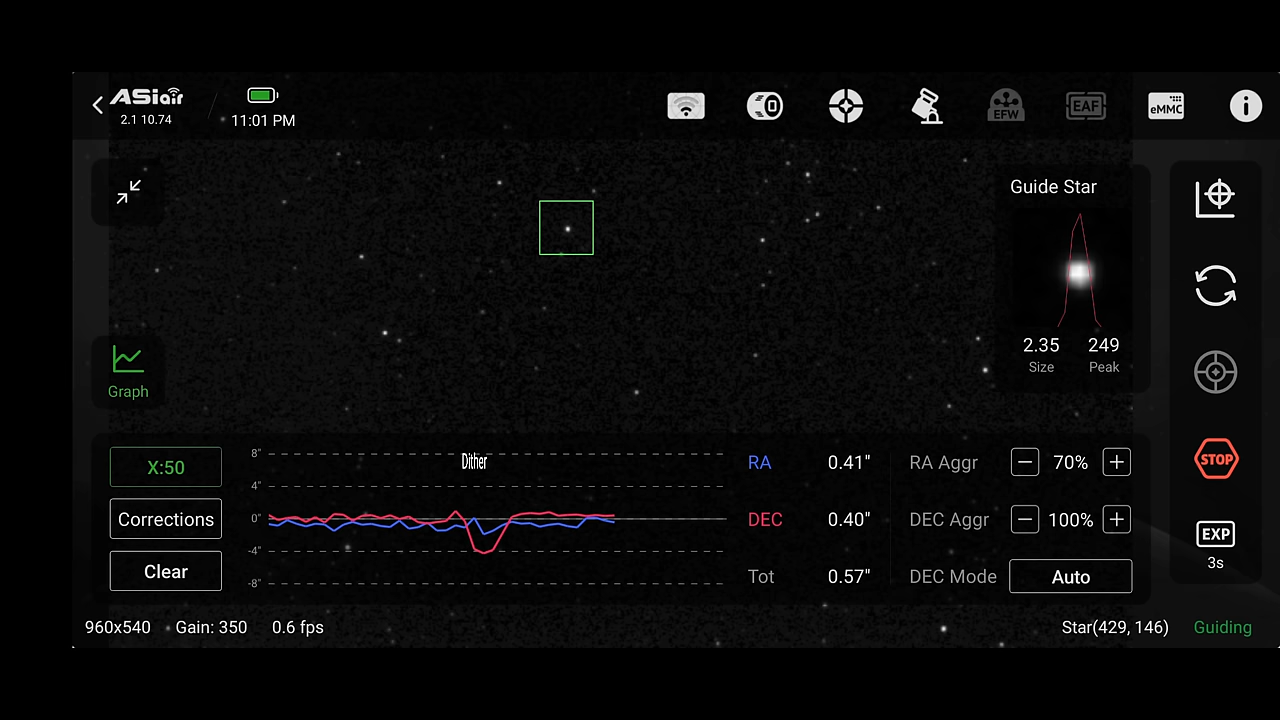 ASiair
2.1 10.74
11:01 PM
EFW
EAF
eMMC
Guide Star
2.35 249
Size Peak
Graph
X:50
Corrections
Clear
8"
4"
0"
-4"
-8"
Dither
RA 0.41"
DEC 0.40"
Tot 0.57"
RA Aggr 70%
DEC Aggr 100%
DEC Mode Auto
STOP
EXP
3s
960x540 Gain: 350 0.6 fps
Star(429, 146) Guiding